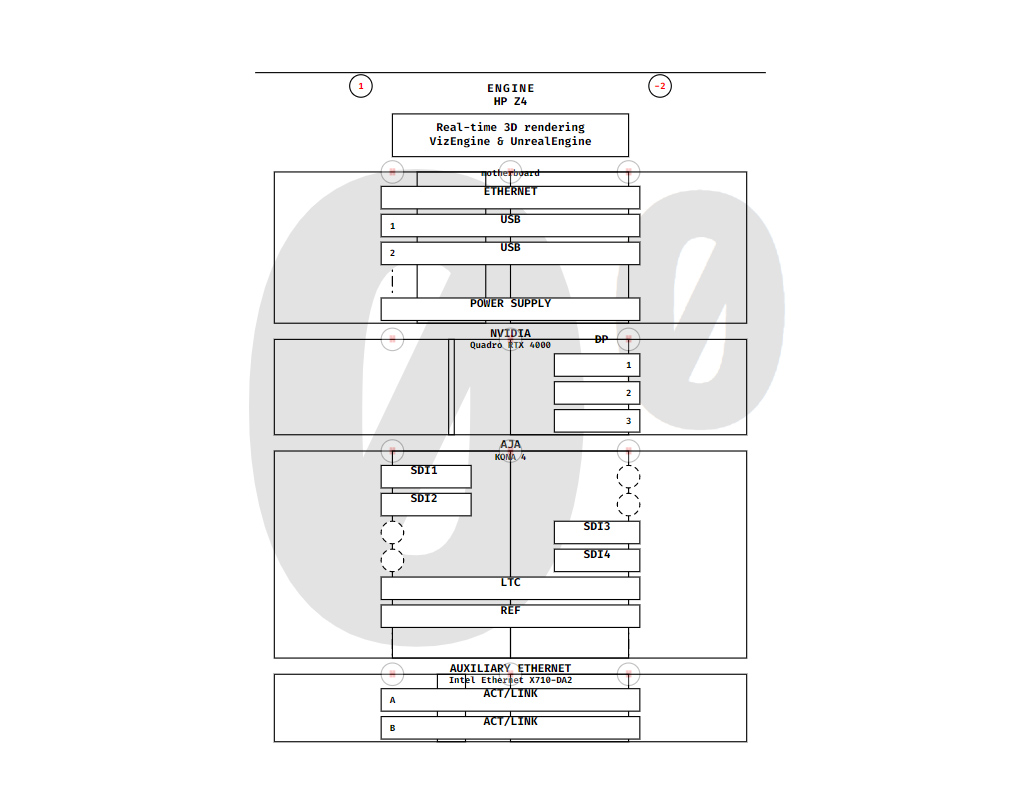 1
-2
ENGINE
HP Z4
Real-time 3D rendering
VizEngine & UnrealEngine
motherboard
ETHERNET
1 USB
2 USB
POWER SUPPLY
NVIDIA
DP
Quadro RTX 4000
1
2
3
AJA
KONA 4
SDI1
SDI2
SDI3
SDI4
LTC
REF
AUXILIARY ETHERNET
Intel Ethernet X710-DA2
A ACT/LINK
B ACT/LINK